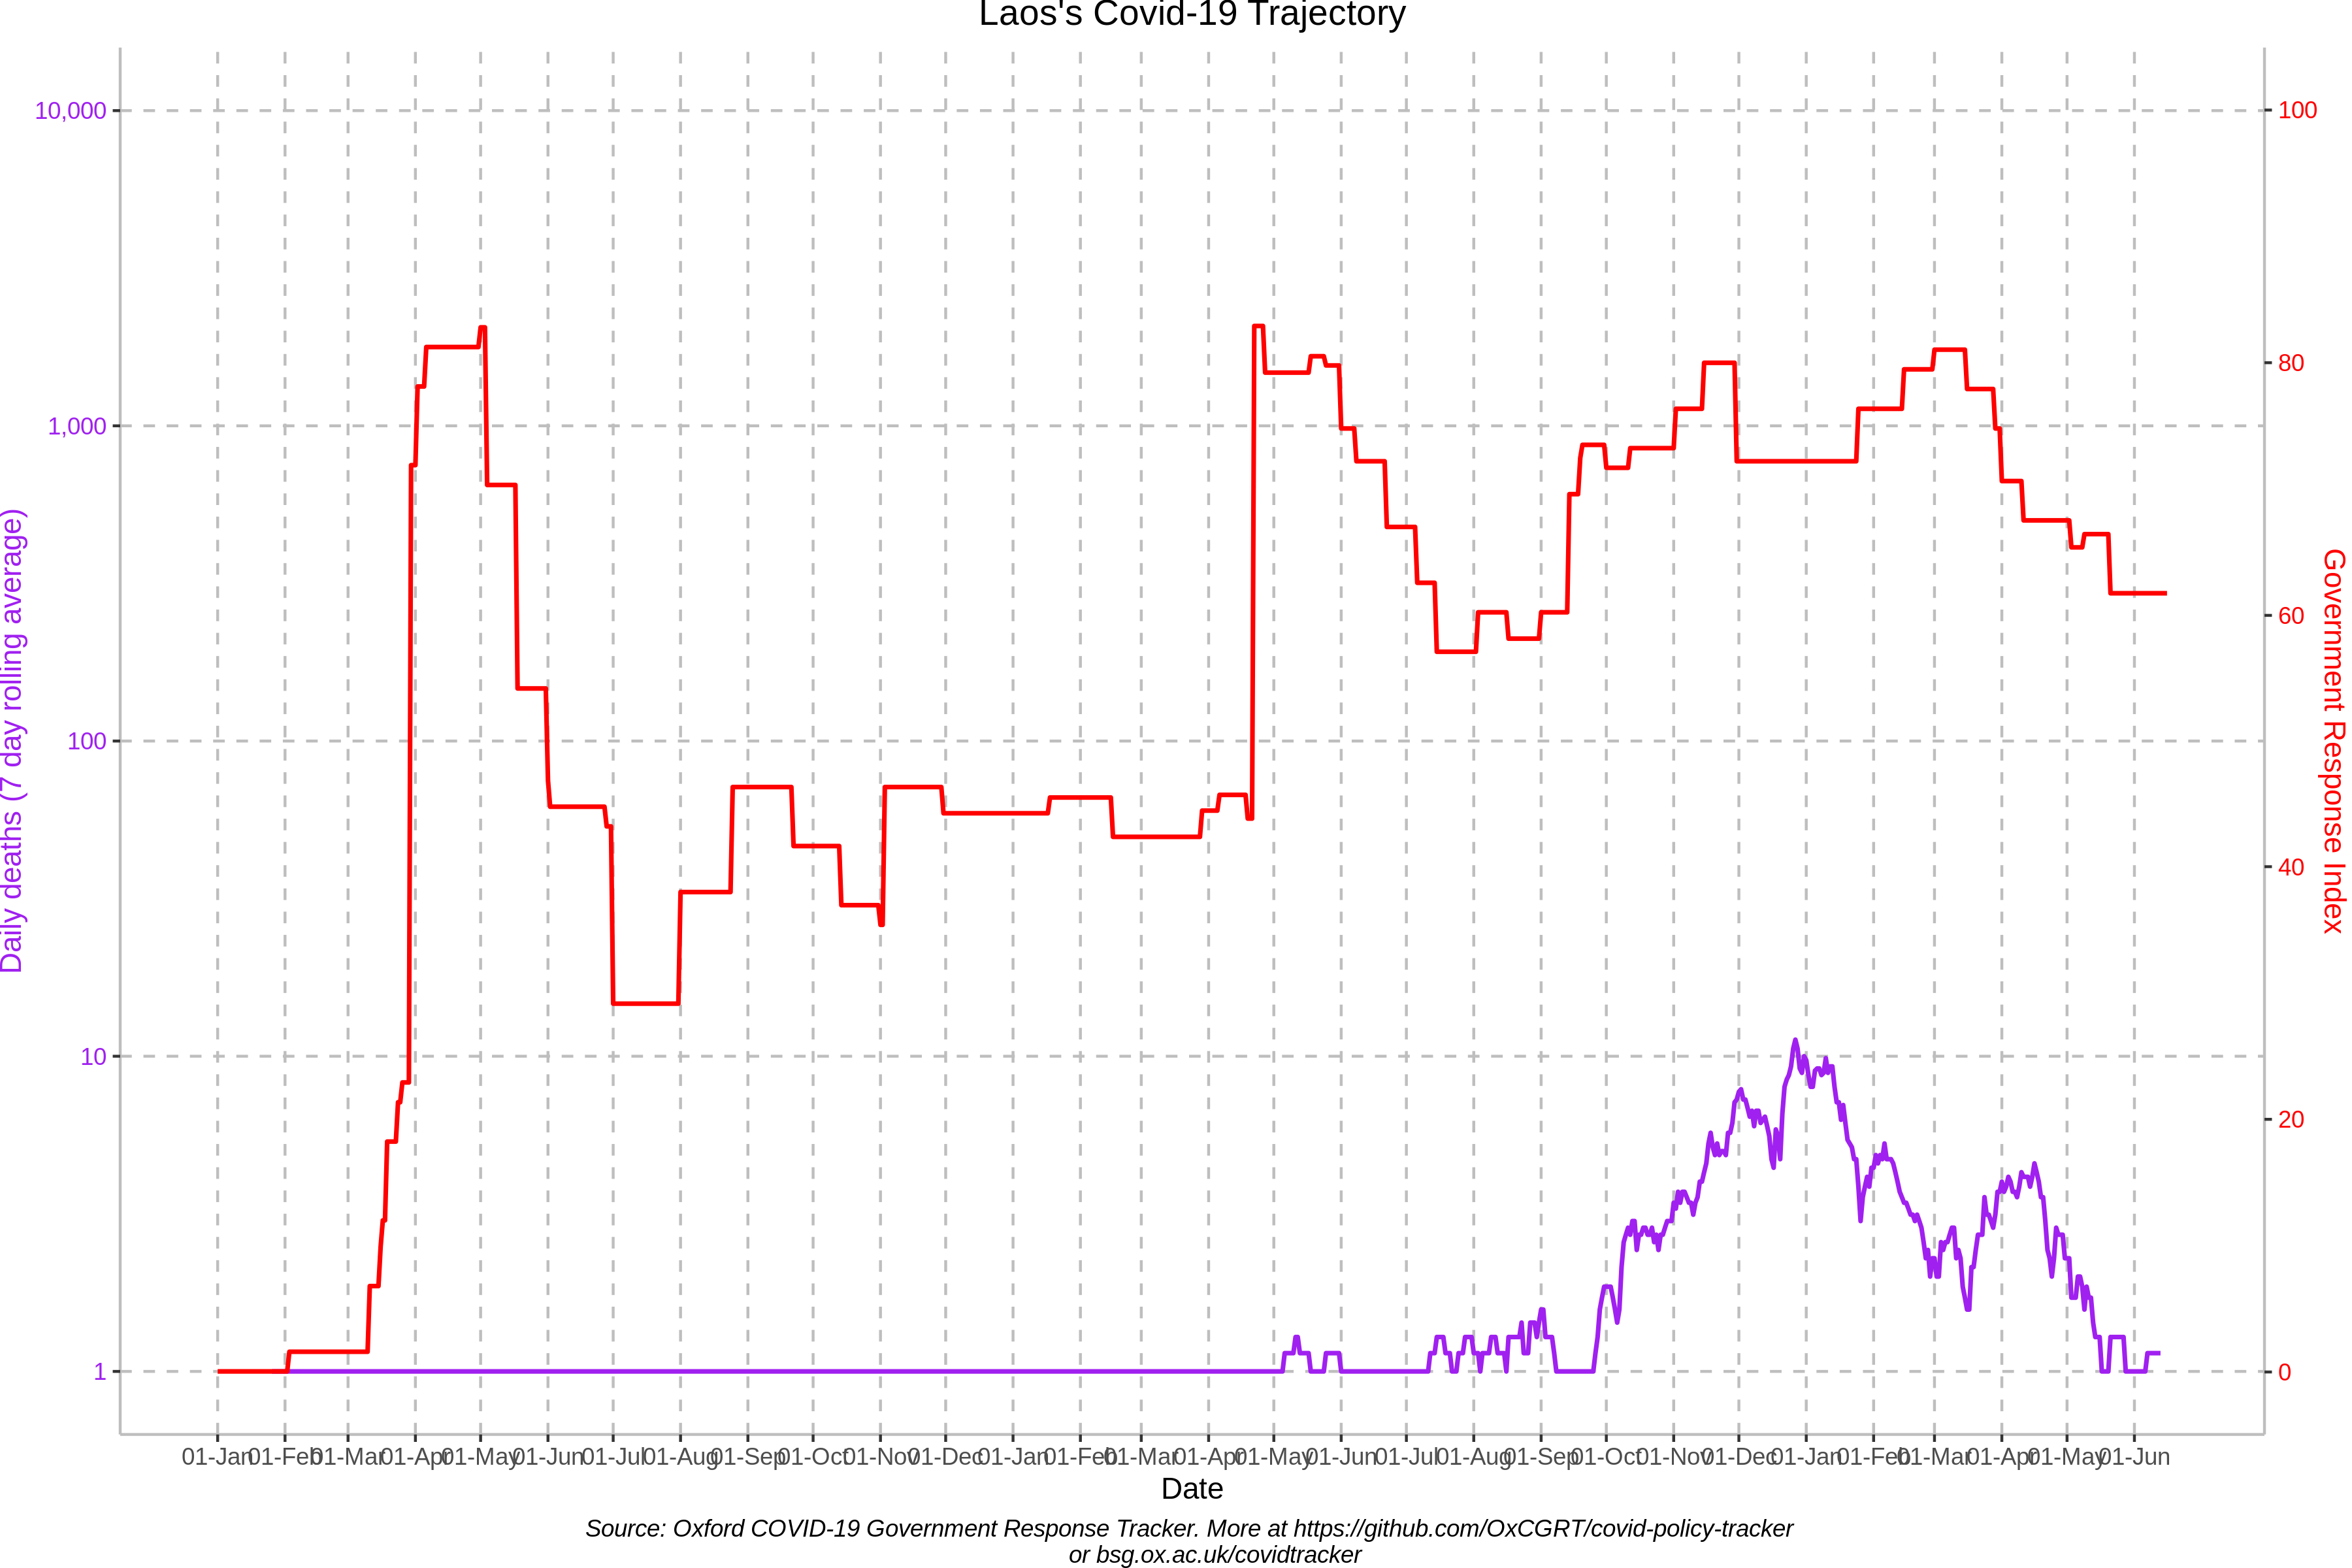 Laos's Covid-19 Trajectory
10,000
1,000
100
10
1
Daily deaths (7 day rolling average)
100
80
60
40
20
0
Government Response Index
01-Jan 01-Feb 01-Mar 01-Apr 01-May 01-Jun 01-Jul 01-Aug 01-Sep 01-Oct 01-Nov 01-Dec 01-Jan 01-Feb 01-Mar 01-Apr 01-May 01-Jun 01-Jul 01-Aug 01-Sep 01-Oct 01-Nov 01-Dec 01-Jan 01-Feb 01-Mar 01-Apr 01-May 01-Jun
Date
Source: Oxford COVID-19 Government Response Tracker. More at https://github.com/OxCGRT/covid-policy-tracker
or bsg.ox.ac.uk/covidtracker